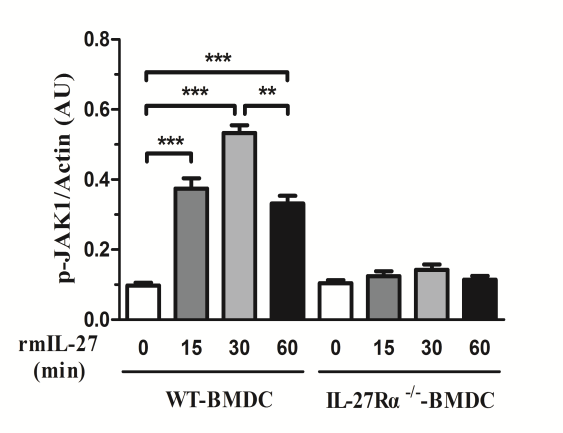 0.8
***
***
**
0.6
***
0.4
0.2
0.0
p-JAK1/Actin (AU)
rmIL-27 0 15 30 60 0 15 30 60
(min)
WT-BMDC IL-27Rα -/--BMDC